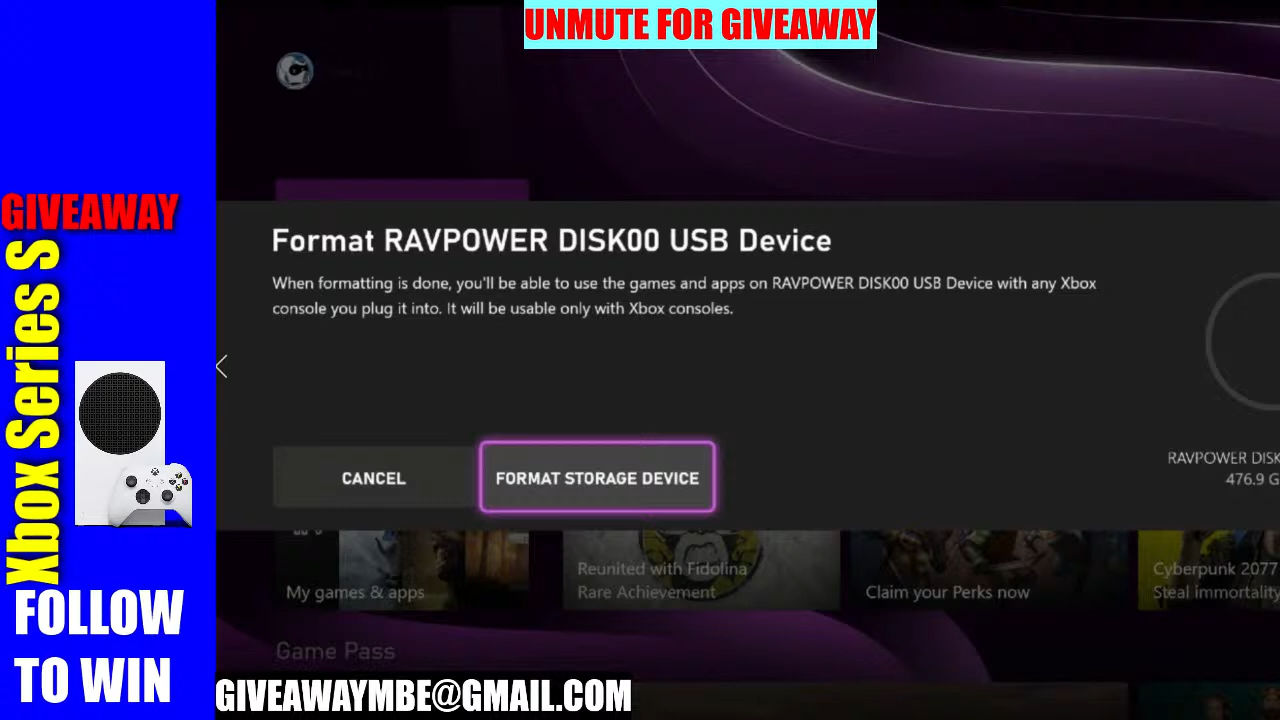 UNMUTE FOR GIVEAWAY
GIVEAWAY
Xbox Series S
FOLLOW
TO WIN
Format RAVPOWER DISK00 USB Device
When formatting is done, you'll be able to use the games and apps on RAVPOWER DISK00 USB Device with any Xbox
console you plug it into. It will be usable only with Xbox consoles.
CANCEL
FORMAT STORAGE DEVICE
RAVPOWER DISK
476.9 G
My games & apps
Reunited with Fidolina
Rare Achievement
Claim your Perks now
Cyberpunk 2077
Steal immortality
Game Pass
GIVEAWAYMBE@GMAIL.COM